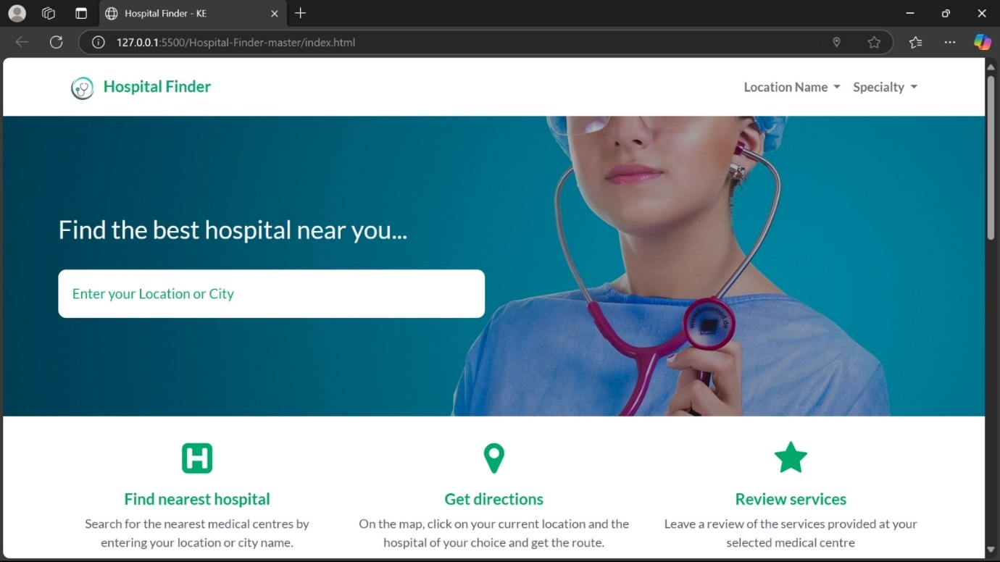 Hospital Finder - KE
127.0.0.1:5500/Hospital-Finder-master/index.html
Hospital Finder
Location Name
Specialty
Find the best hospital near you...
Enter your Location or City
www.kawemed.de
H
Find nearest hospital
Search for the nearest medical centres by
entering your location or city name.
Get directions
On the map, click on your current location and the
hospital of your choice and get the route.
Review services
Leave a review of the services provided at your
selected medical centre